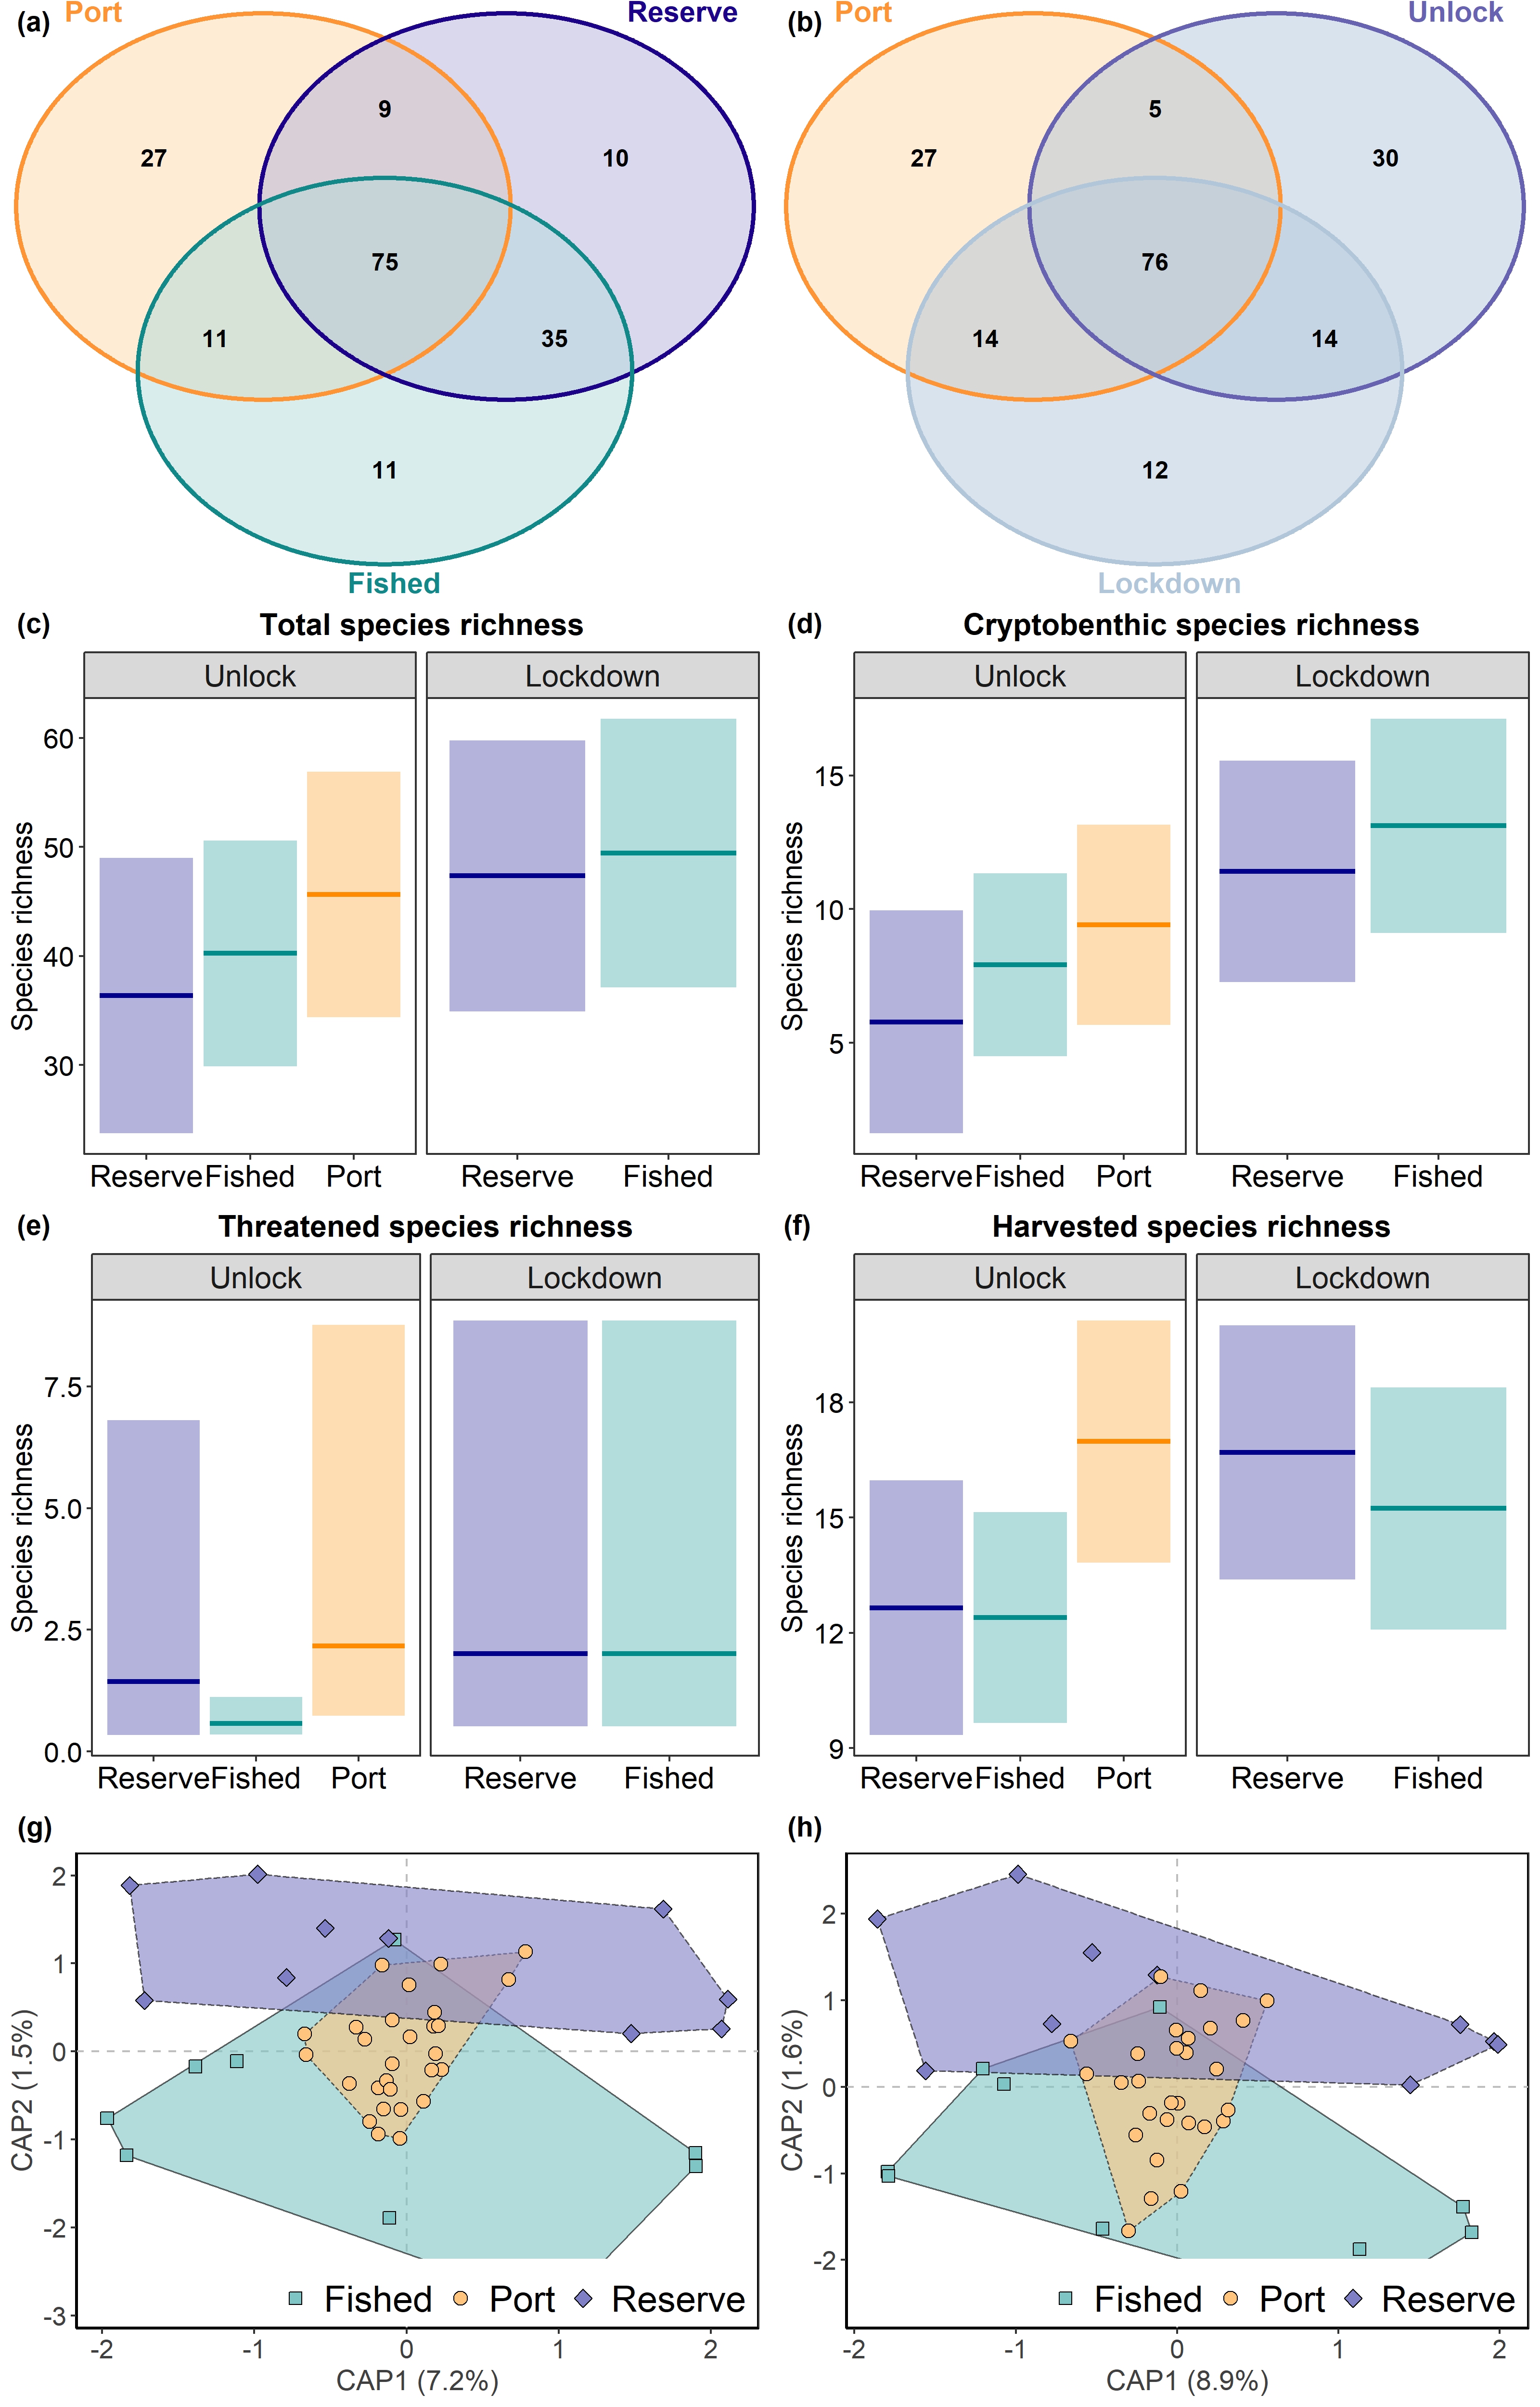 (a) Port Reserve (b) Port Unlock
9 5
27 10 27 30
75 76
11 35 14 14
11 12
Fished Lockdown
(c) Total species richness (d) Cryptobenthic species richness
Unlock Lockdown Unlock Lockdown
60
50
40
30
Species richness
15
10
5
Species richness
Reserve Fished Port Reserve Fished Reserve Fished Port Reserve Fished
(e) Threatened species richness (f) Harvested species richness
Unlock Lockdown Unlock Lockdown
7.5
5.0
2.5
0.0
Species richness
18
15
12
9
Species richness
Reserve Fished Port Reserve Fished Reserve Fished Port Reserve Fished
(g) (h)
2
1
0
-1
-2
-3
CAP2 (1.5%)
Fished Port Reserve
-2 -1 0 1 2
CAP1 (7.2%)
2
1
0
-1
-2
CAP2 (1.6%)
Fished Port Reserve
-2 -1 0 1 2
CAP1 (8.9%)